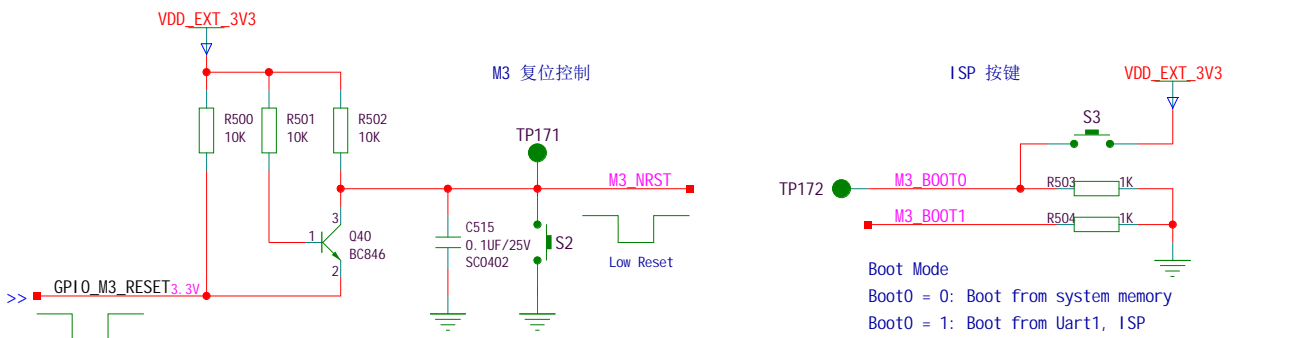 VDD_EXT_3V3
M3 复位控制
ISP 按键
VDD_EXT_3V3
S3
R500
10K
R501
10K
R502
10K
TP171
M3_NRST
TP172
M3_BOOT0
R503
1K
M3_BOOT1
R504
1K
3
1
2
Q40
BC846
C515
0.1UF/25V
SC0402
S2
Low Reset
>>
GPIO_M3_RESET
3.3V
Boot Mode
Boot0 = 0: Boot from system memory
Boot0 = 1: Boot from Uart1, ISP